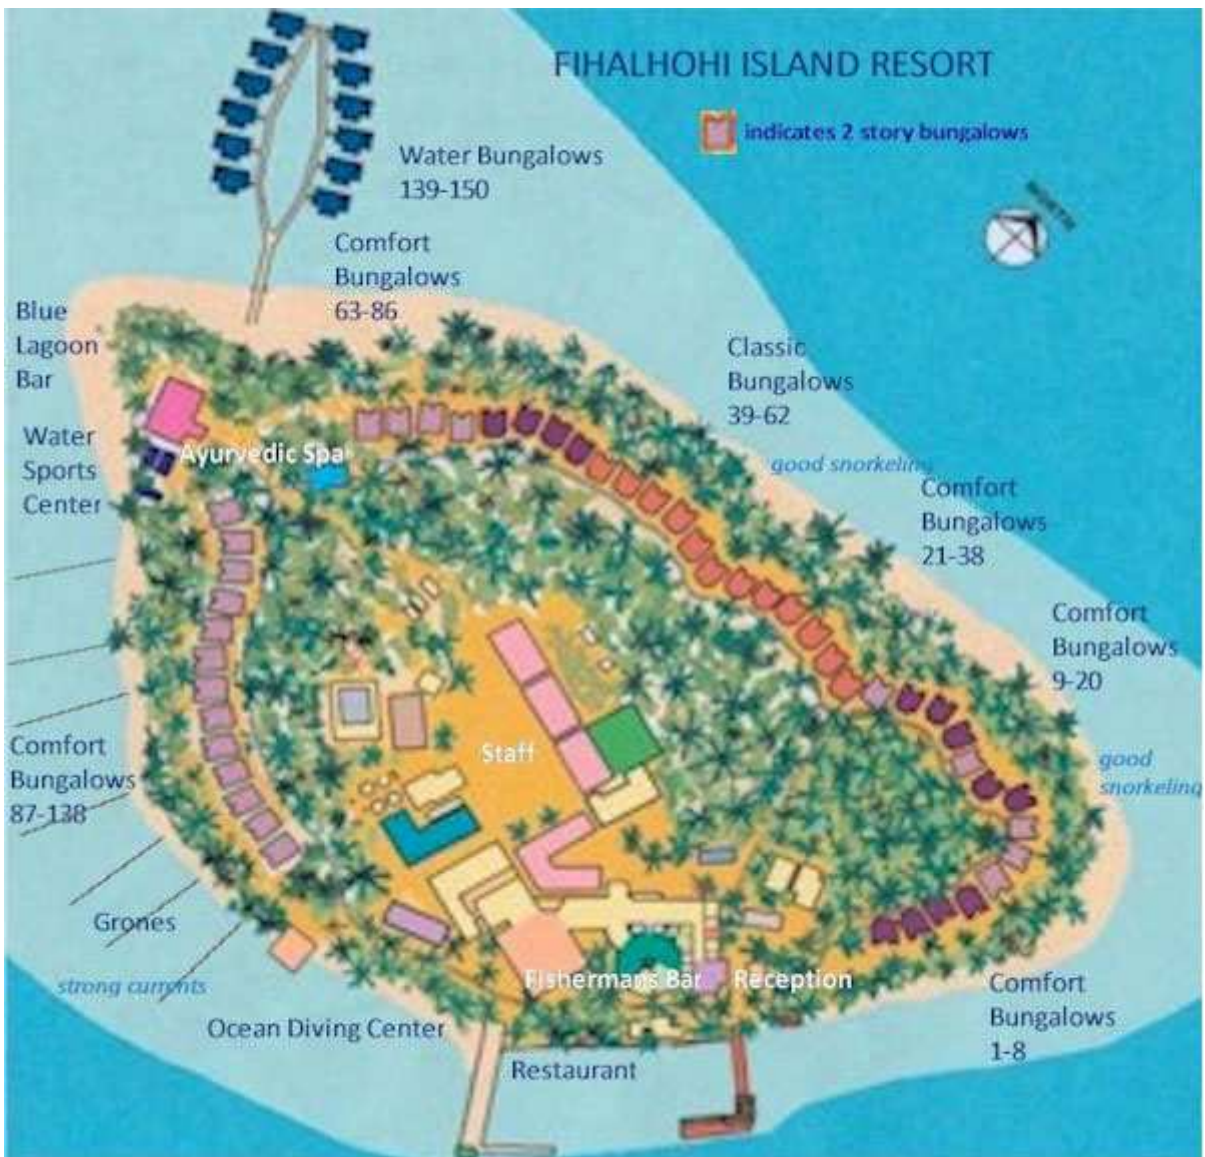 FIHALHOHI ISLAND RESORT
indicates 2 story bungalows
NORTH
Water Bungalows
139-150
Comfort
Bungalows
63-86
Blue
Lagoon
Bar
Classic
Bungalows
39-62
Water
Sports
Center
Ayurvedic Spa
good snorkeling
Comfort
Bungalows
21-38
Comfort
Bungalows
9-20
Staff
Comfort
Bungalows
87-138
good
snorkeling
Grones
strong currents
Fishermans Bar
Reception
Comfort
Bungalows
1-8
Ocean Diving Center
Restaurant